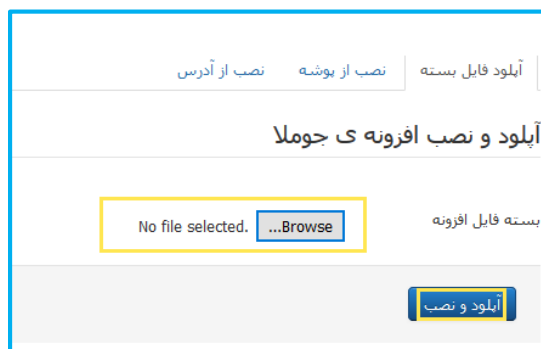 آپلود فایل بسته نصب از پوشه نصب از آدرس
آپلود و نصب افزونه ی جوملا
بسته فایل افزونه Browse... No file selected.
آپلود و نصب